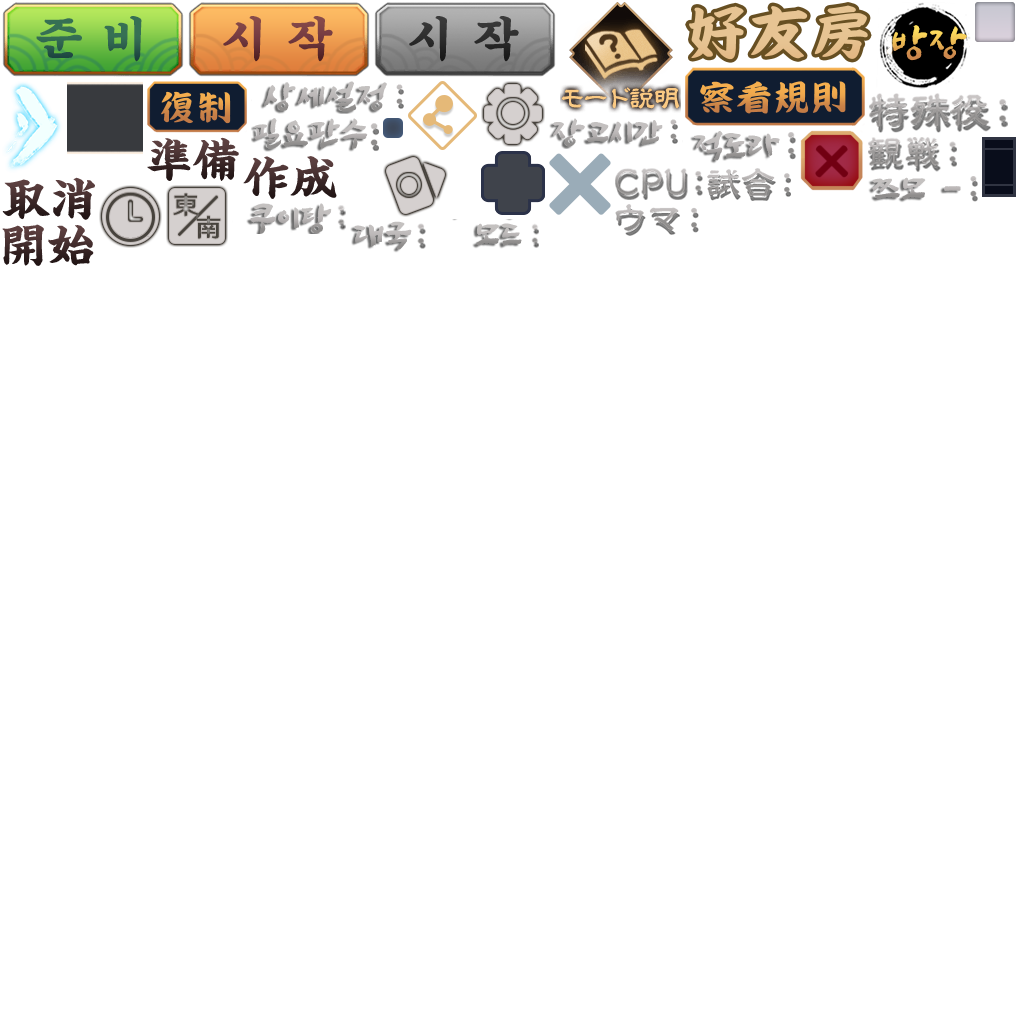 준 비
시 작
시 작
モード説明
好友房
방장
復制
상세설정 :
필요판수 :
장고시간 :
察看規則
적도라 :
特殊役 :
観戦 :
쯔모 - :
準備
作成
CPU :
試合 :
ウマ :
取消
開始
東/南
쿠이탕 :
대국 :
모드 :